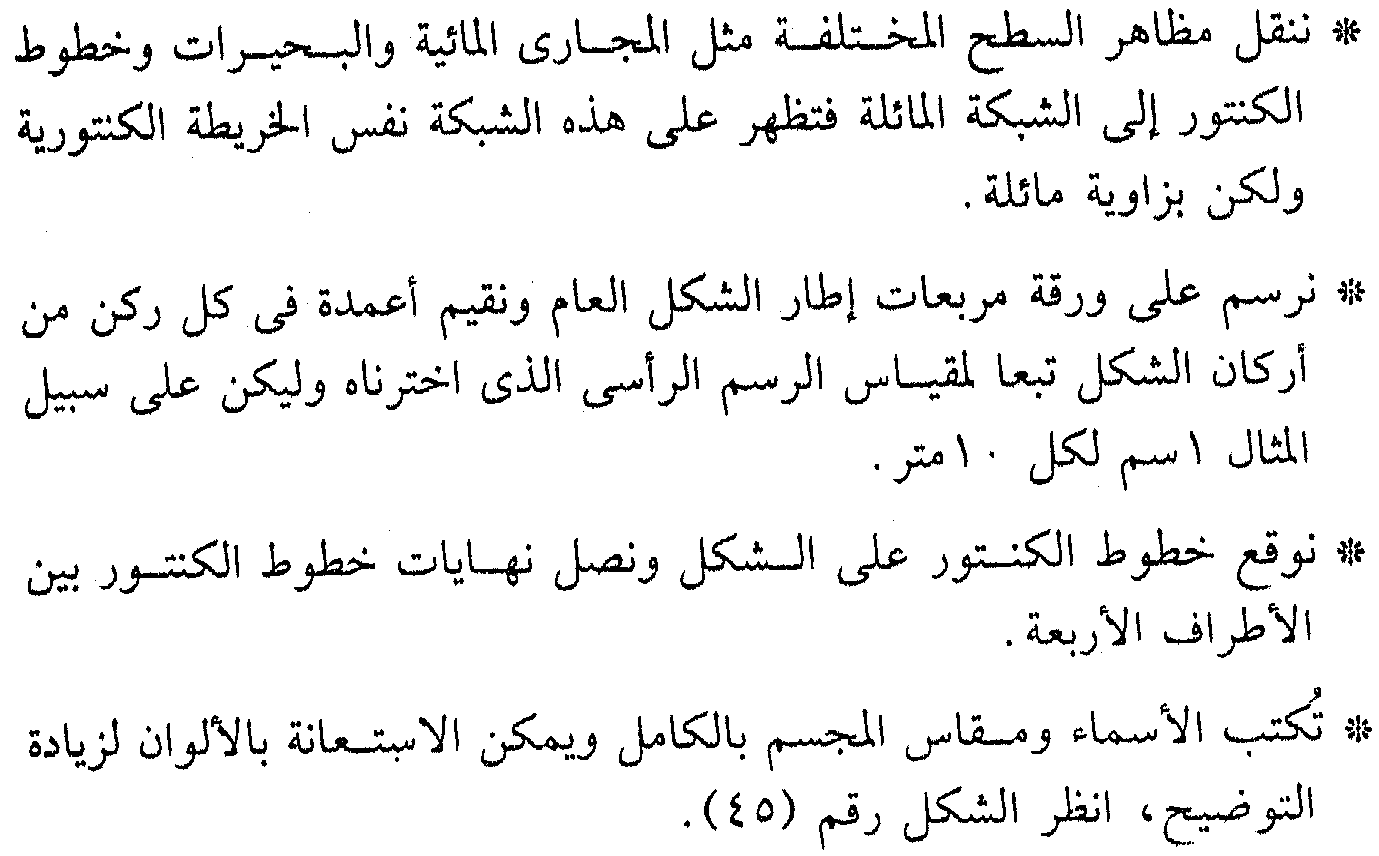 * ننقل مظاهر السطح المختلفة مثل المجارى المائية والبحيرات وخطوط
الكنتور إلى الشبكة المائلة فتظهر على هذه الشبكة نفس الخريطة الكنتورية
ولكن بزاوية مائلة.
* نرسم على ورقة مربعات إطار الشكل العام ونقيم أعمدة فى كل ركن من
أركان الشكل تبعا لمقياس الرسم الرأسى الذى اخترناه وليكن على سبيل
المثال ١سم لكل ١٠متر.
* نوقع خطوط الكنتور على الشكل ونصل نهايات خطوط الكنتور بين
الأطراف الأربعة.
* تُكتب الأسماء ومقاس المجسم بالكامل ويمكن الاستعانة بالألوان لزيادة
التوضيح، انظر الشكل رقم (٤٥).